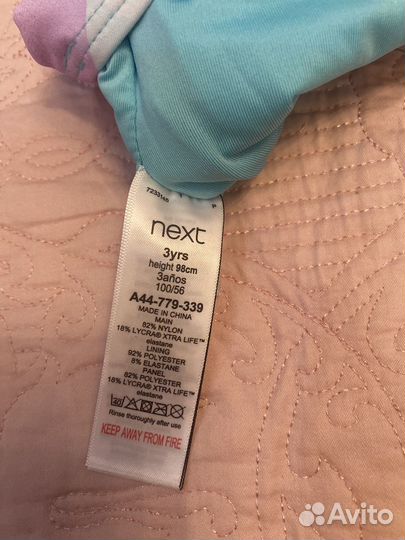 next
3yrs
height 98cm
3años
100/56
A44-779-339
MADE IN CHINA
MAIN
82% NYLON
18% LYCRA® XTRA LIFE™
elastane
LINING
92% POLYESTER
8% ELASTANE
PANEL
82% POLYESTER
18% LYCRA® XTRA LIFE™
elastane
40
Rinse thoroughly after use
KEEP AWAY FROM FIRE
Avito